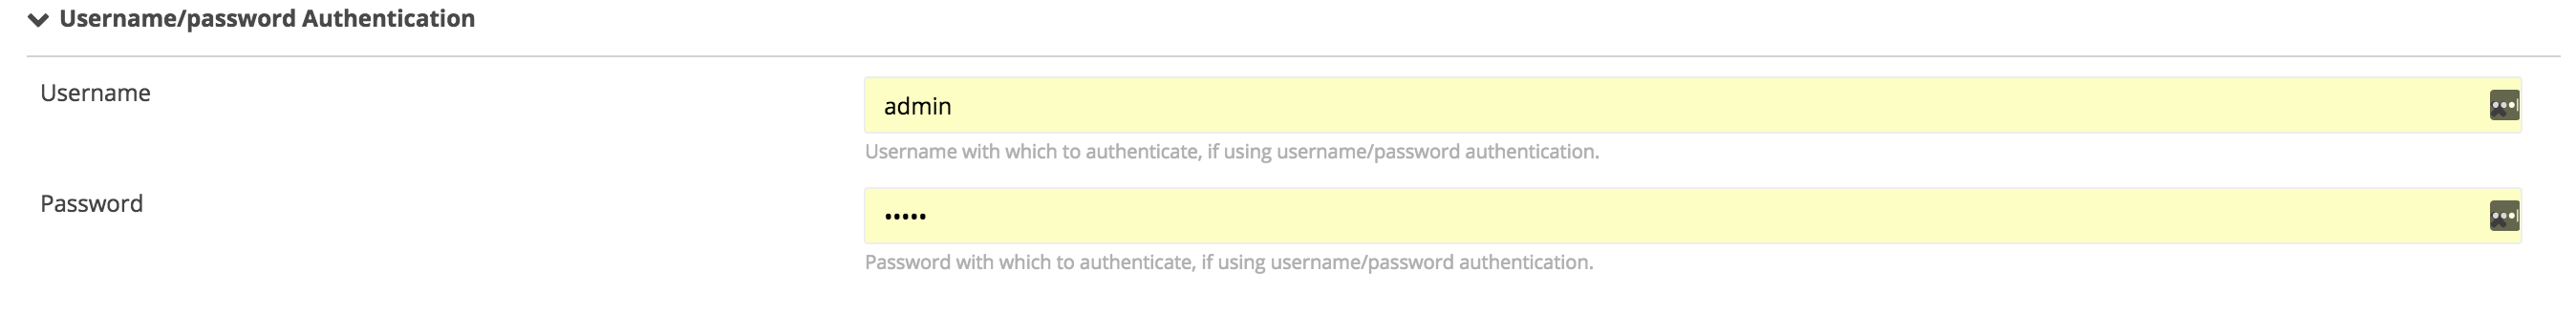 Username/password Authentication
Username
admin
Username with which to authenticate, if using username/password authentication.
Password
•••••
Password with which to authenticate, if using username/password authentication.